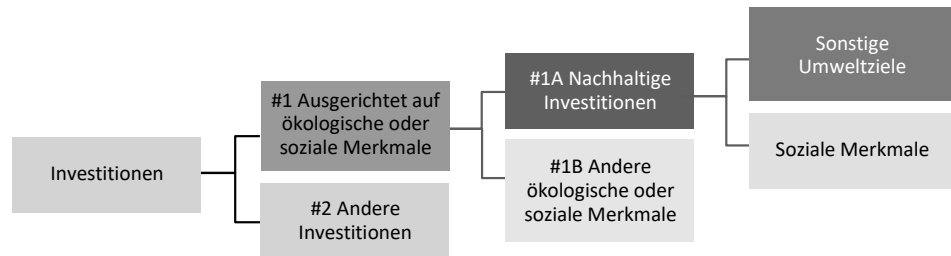 Investitionen
#1 Ausgerichtet auf
ökologische oder
soziale Merkmale
#2 Andere
Investitionen
#1A Nachhaltige
Investitionen
#1B Andere
ökologische oder
soziale Merkmale
Sonstige
Umweltziele
Soziale Merkmale